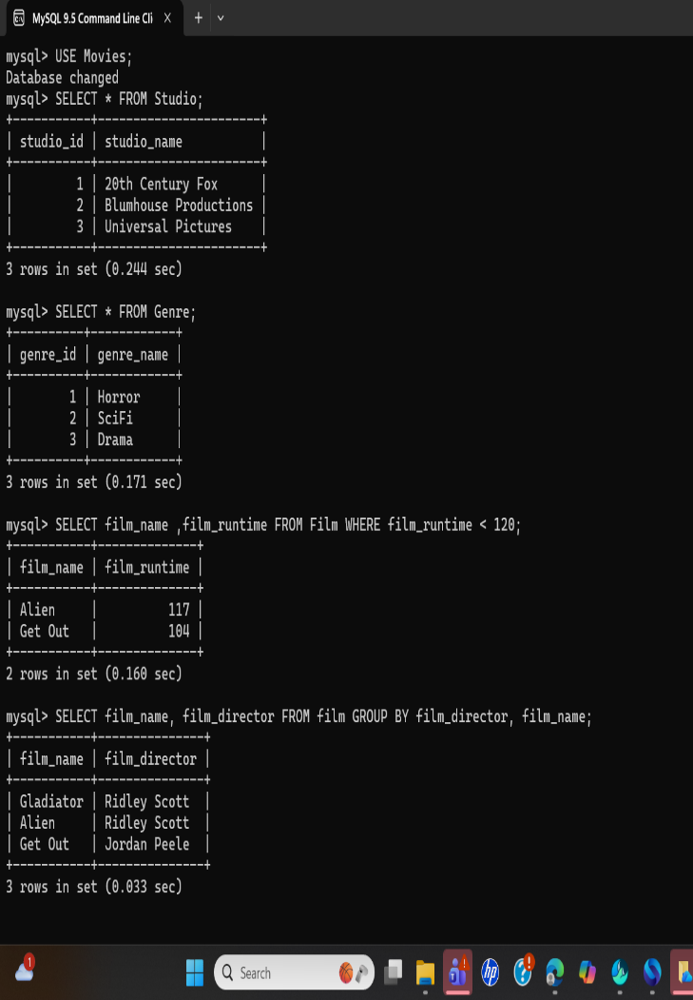 MySQL 9.5 Command Line Cli
mysql> USE Movies;
Database changed
mysql> SELECT * FROM Studio;
+-----------+-----------------------+
| studio_id | studio_name           |
+-----------+-----------------------+
|         1 | 20th Century Fox      |
|         2 | Blumhouse Productions |
|         3 | Universal Pictures    |
+-----------+-----------------------+
3 rows in set (0.244 sec)
mysql> SELECT * FROM Genre;
+----------+------------+
| genre_id | genre_name |
+----------+------------+
|        1 | Horror     |
|        2 | SciFi      |
|        3 | Drama      |
+----------+------------+
3 rows in set (0.171 sec)
mysql> SELECT film_name ,film_runtime FROM Film WHERE film_runtime < 120;
+-----------+--------------+
| film_name | film_runtime |
+-----------+--------------+
| Alien     |          117 |
| Get Out   |          104 |
+-----------+--------------+
2 rows in set (0.160 sec)
mysql> SELECT film_name, film_director FROM film GROUP BY film_director, film_name;
+-----------+---------------+
| film_name | film_director |
+-----------+---------------+
| Gladiator | Ridley Scott  |
| Alien     | Ridley Scott  |
| Get Out   | Jordan Peele  |
+-----------+---------------+
3 rows in set (0.033 sec)
1
Search
hp